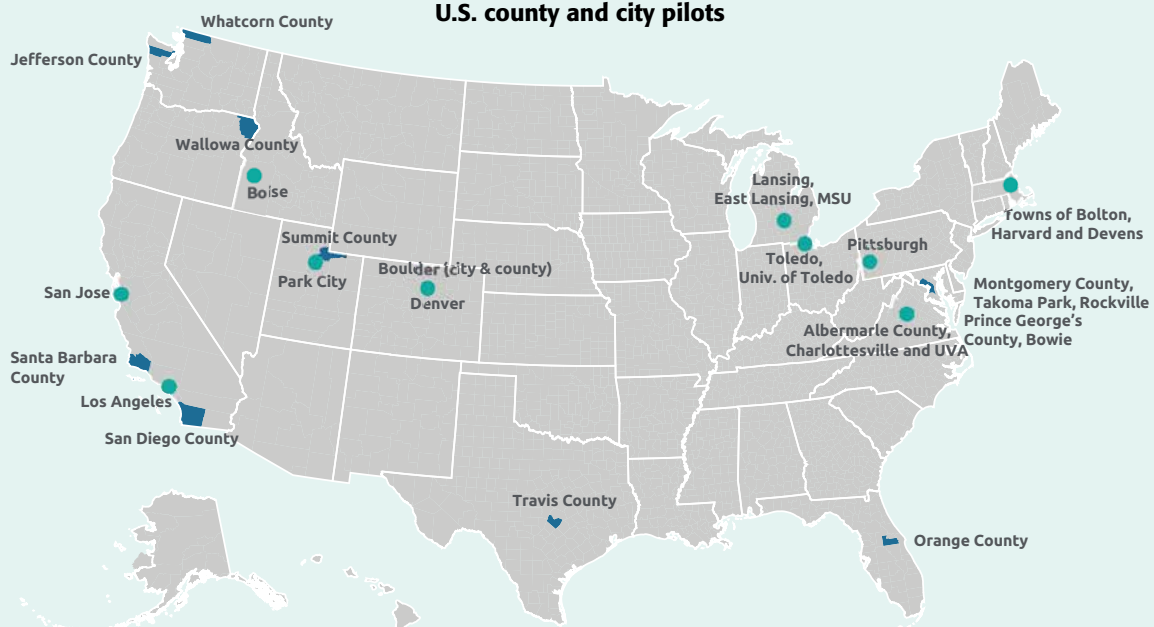 U.S. county and city pilots
Whatcorn County
Jefferson County
Wallowa County
Boise
Summit County
Park City
Boulder (city & county)
Denver
San Jose
Santa Barbara
County
Los Angeles
San Diego County
Travis County
Lansing,
East Lansing, MSU
Toledo,
Univ. of Toledo
Pittsburgh
Towns of Bolton,
Harvard and Devens
Montgomery County,
Takoma Park, Rockville
Prince George's
County, Bowie
Albermarle County,
Charlottesville and UVA
Orange County